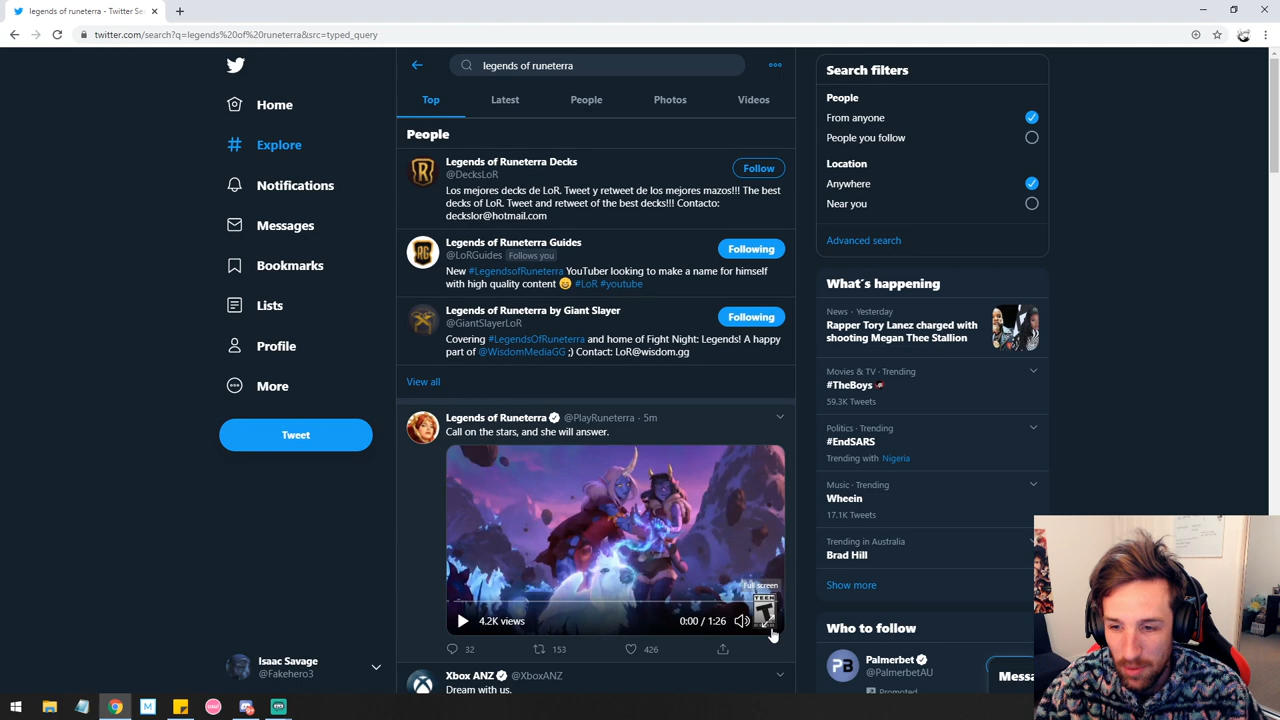 legends of runeterra - Twitter Se
twitter.com/search?q=legends%20of%20runeterra&src=typed_query
legends of runeterra
Top
Latest
People
Photos
Videos
Home
Explore
Notifications
Messages
Bookmarks
Lists
Profile
More
Tweet
Isaac Savage
@Fakehero3
People
Legends of Runeterra Decks
@DecksLoR
Follow
Los mejores decks de LoR. Tweet y retweet de los mejores mazos!!! The best
decks of LoR. Tweet and retweet of the best decks!!! Contacto:
deckslor@hotmail.com
Legends of Runeterra Guides
@LoRGuides Follows you
Following
New #LegendsofRuneterra YouTuber looking to make a name for himself
with high quality content #LoR #youtube
Legends of Runeterra by Giant Slayer
@GiantSlayerLoR
Following
Covering #LegendsOfRuneterra and home of Fight Night: Legends! A happy
part of @WisdomMediaGG ;) Contact: LoR@wisdom.gg
View all
Legends of Runeterra @PlayRuneterra · 5m
Call on the stars, and she will answer.
Full screen
TEEN
T
4.2K views
0:00 / 1:26
32
153
426
Xbox ANZ @XboxANZ
Dream with us.
Search filters
People
From anyone
People you follow
Location
Anywhere
Near you
Advanced search
What's happening
News · Yesterday
Rapper Tory Lanez charged with
shooting Megan Thee Stallion
Movies & TV · Trending
#TheBoys
59.3K Tweets
Politics · Trending
#EndSARS
Trending with Nigeria
Music · Trending
Wheein
17.1K Tweets
Trending in Australia
Brad Hill
Show more
Who to follow
PB
Palmerbet
@PalmerbetAU
Promoted
Messa